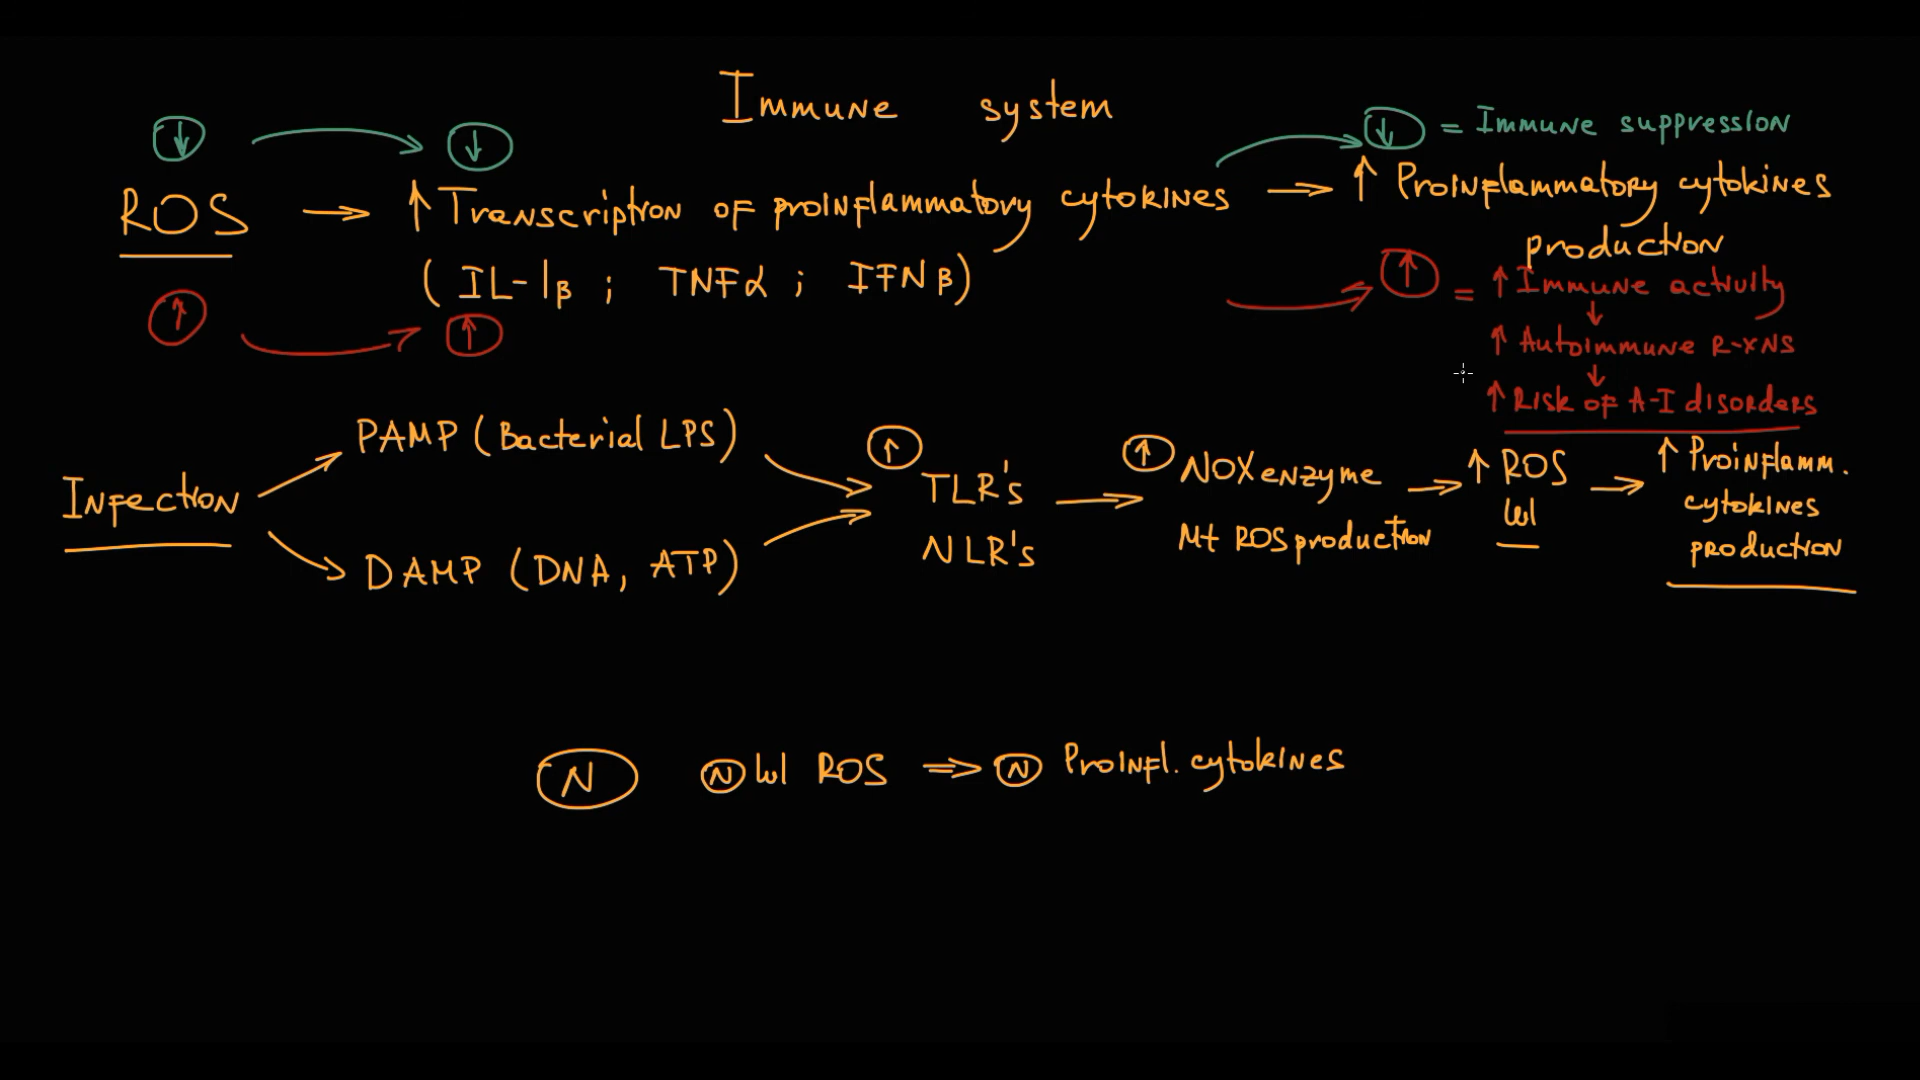 Immune system
↓ → ↓
↓ = Immune suppression
ROS → ↑ Transcription of proinflammatory cytokines → ↑ Proinflammatory cytokines
production
(IL-1β ; TNFα ; IFNβ)
↑ → ↑
↑ = ↑ Immune activity
↓
↑ Autoimmune R-xns
↓
↑ Risk of A-I disorders
Infection
PAMP (Bacterial LPS)
DAMP (DNA, ATP)
↑ TLR's
NLR's
↑ NOX enzyme
Mt ROS production
↑ ROS
lvl
↑ Proinflamm.
cytokines
production
N N lvl ROS ⇒ N Proinfl. cytokines